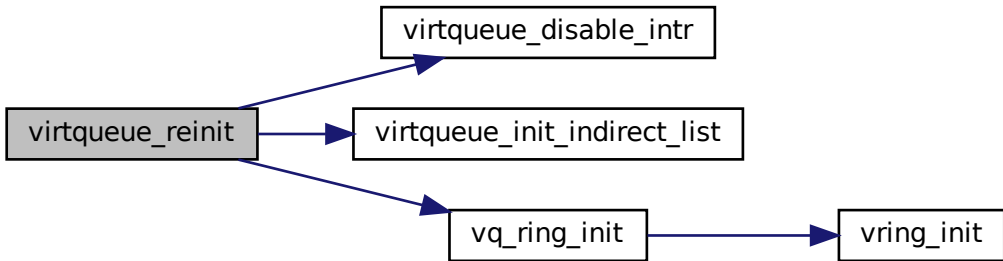 virtqueue_disable_intr
virtqueue_reinit
virtqueue_init_indirect_list
vq_ring_init
vring_init